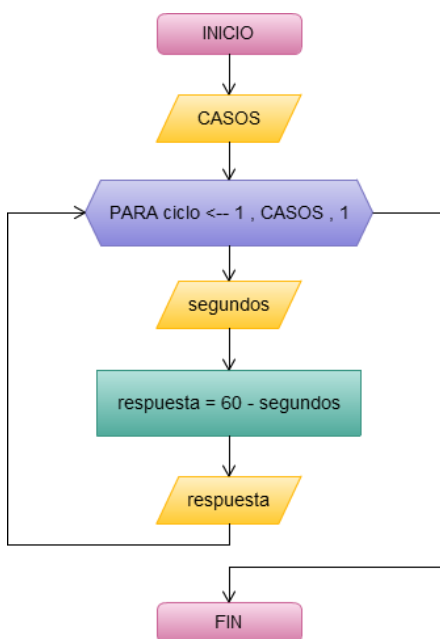 INICIO
CASOS
PARA ciclo <-- 1 , CASOS , 1
segundos
respuesta = 60 - segundos
respuesta
FIN